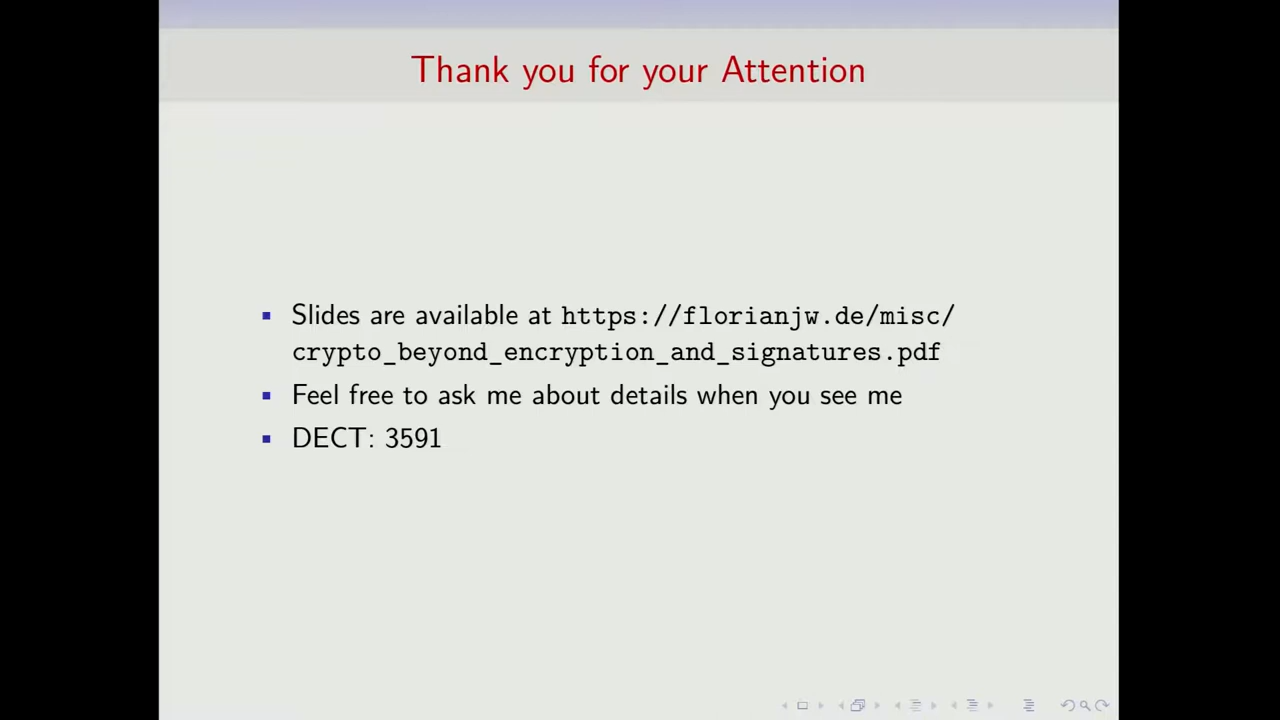 Thank you for your Attention
Slides are available at https://florianjw.de/misc/
crypto_beyond_encryption_and_signatures.pdf
Feel free to ask me about details when you see me
DECT: 3591